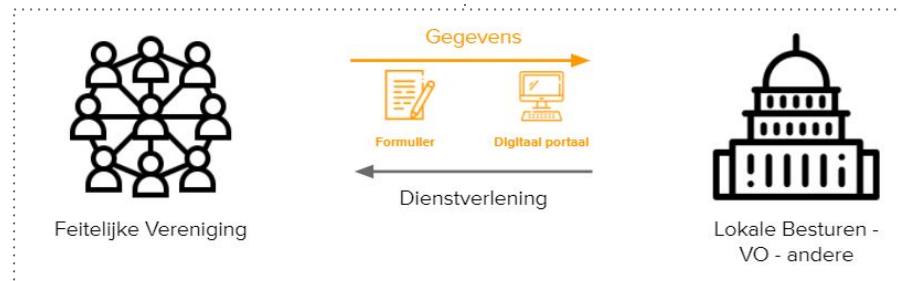 Gegevens
Formulier
Digitaal portaal
Dienstverlening
Feitelijke Vereniging
Lokale Besturen -
VO - andere